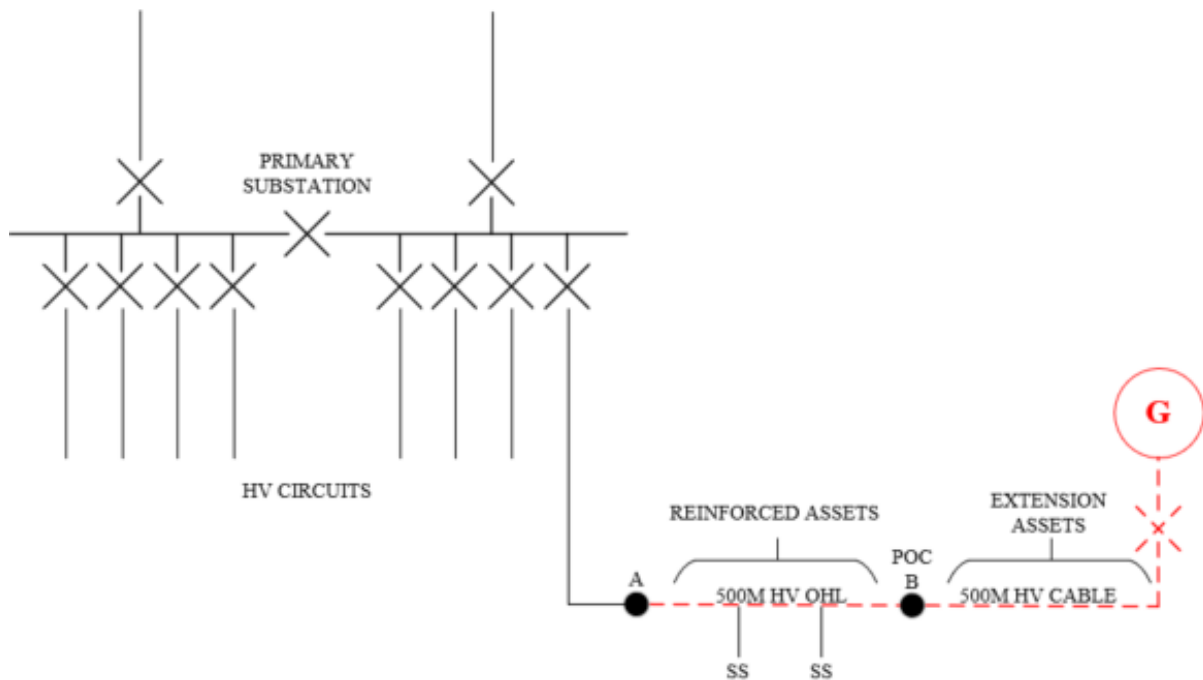 PRIMARY
SUBSTATION
HV CIRCUITS
G
REINFORCED ASSETS
EXTENSION
ASSETS
POC
A
B
500M HV OHL
500M HV CABLE
SS
SS